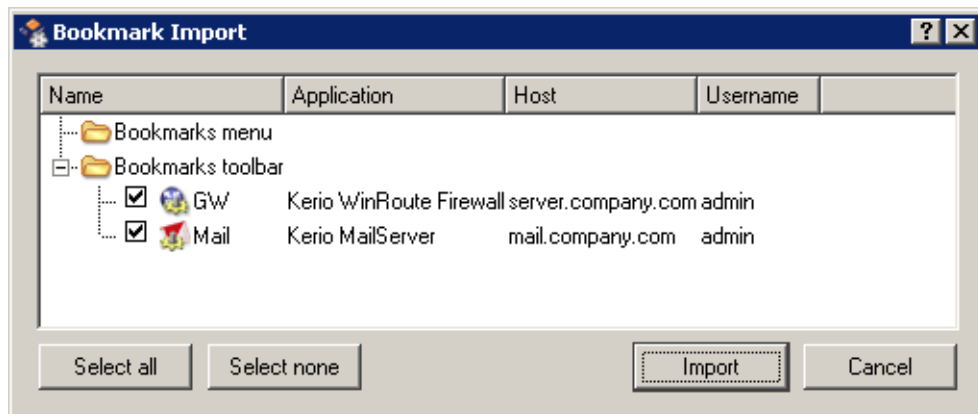 Bookmark Import
Name Application Host Username
Bookmarks menu
Bookmarks toolbar
GW Kerio WinRoute Firewall server.company.com admin
Mail Kerio MailServer mail.company.com admin
Select all Select none Import Cancel